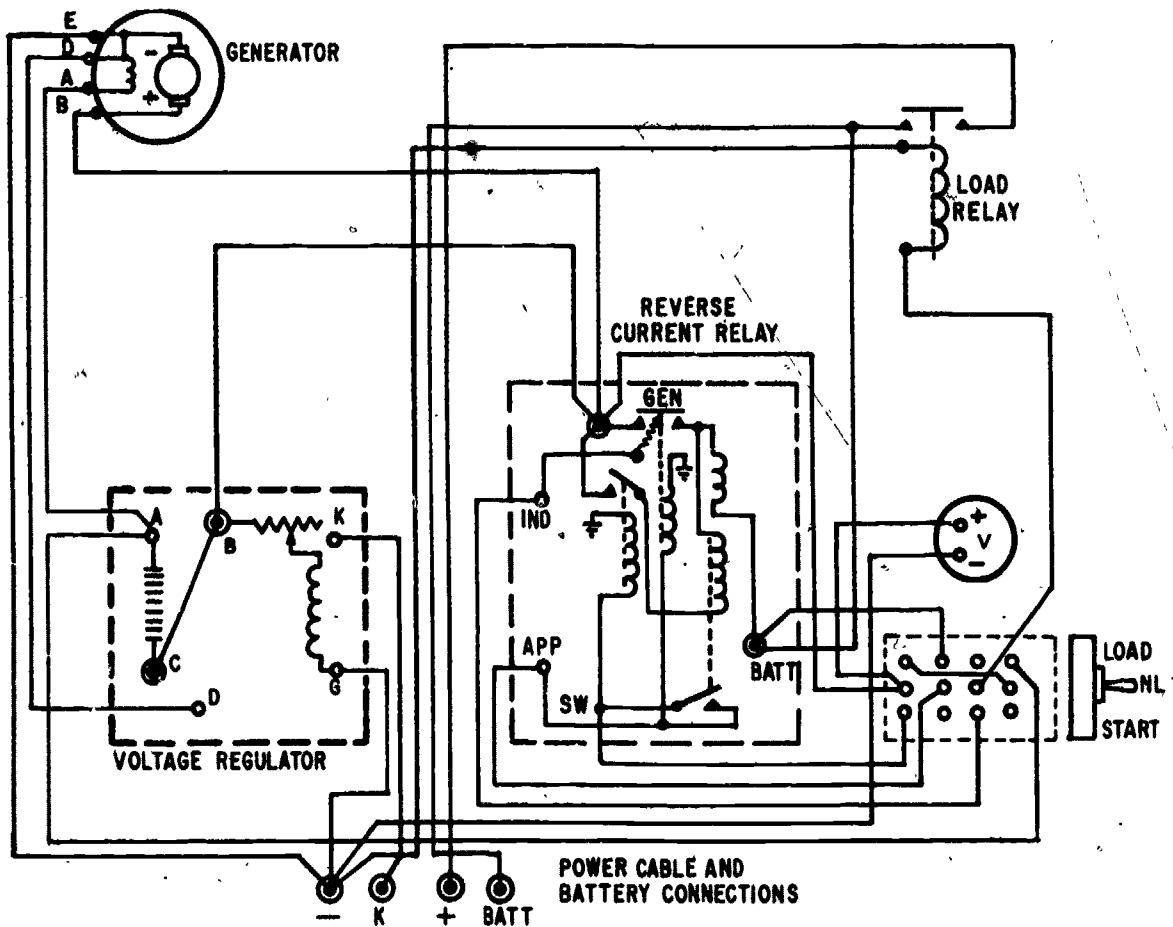 E
D
A
B
-
+
GENERATOR
LOAD
RELAY
REVERSE
CURRENT RELAY
GEN
A
IND
APP
SW
BATT
A
B
K
C
G
D
VOLTAGE REGULATOR
+
V
-
LOAD
NL
START
POWER CABLE AND
BATTERY CONNECTIONS
- K + BATT